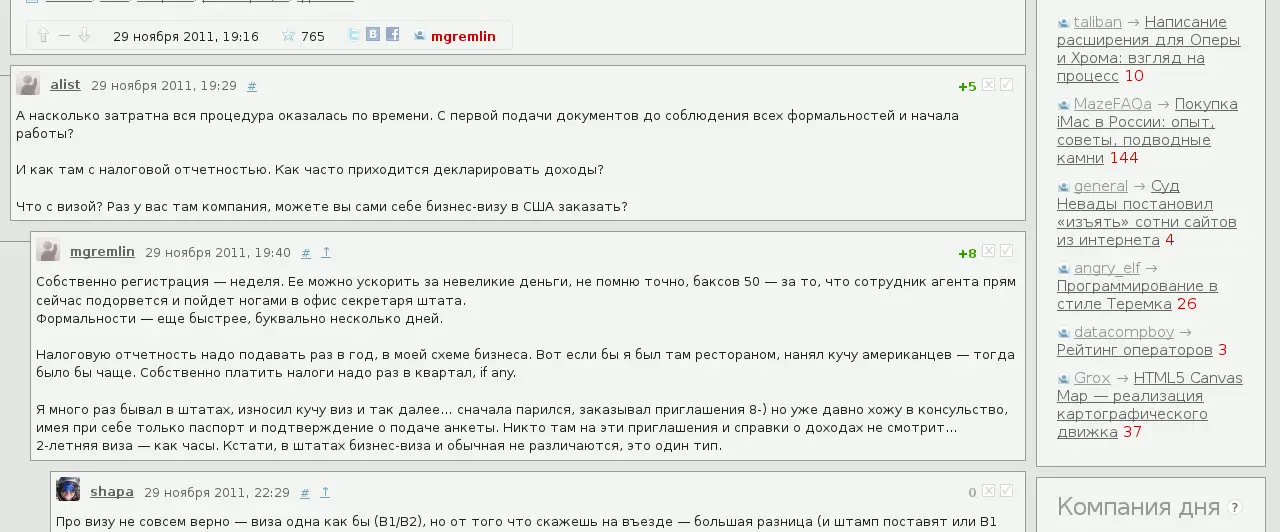 29 ноября 2011, 19:16 765 mgremlin
alist 29 ноября 2011, 19:29 # +5
А насколько затратна вся процедура оказалась по времени. С первой подачи документов до соблюдения всех формальностей и начала
работы?
И как там с налоговой отчетностью. Как часто приходится декларировать доходы?
Что с визой? Раз у вас там компания, можете вы сами себе бизнес-визу в США заказать?
mgremlin 29 ноября 2011, 19:40 # ↑ +8
Собственно регистрация — неделя. Ее можно ускорить за невеликие деньги, не помню точно, баксов 50 — за то, что сотрудник агента прям
сейчас подорвется и пойдет ногами в офис секретаря штата.
Формальности — еще быстрее, буквально несколько дней.
Налоговую отчетность надо подавать раз в год, в моей схеме бизнеса. Вот если бы я был там рестораном, нанял кучу американцев — тогда
было бы чаще. Собственно платить налоги надо раз в квартал, if any.
Я много раз бывал в штатах, износил кучу виз и так далее… сначала парился, заказывал приглашения 8-) но уже давно хожу в консульство,
имея при себе только паспорт и подтверждение о подаче анкеты. Никто там на эти приглашения и справки о доходах не смотрит…
2-летняя виза — как часы. Кстати, в штатах бизнес-виза и обычная не различаются, это один тип.
shapa 29 ноября 2011, 22:29 # ↑ 0
Про визу не совсем верно — виза одна как бы (B1/B2), но от того что скажешь на въезде — большая разница (и штамп поставят или B1
taliban → Написание
расширения для Оперы
и Хрома: взгляд на
процесс 10
MazeFAQa → Покупка
iMac в России: опыт,
советы, подводные
камни 144
general → Суд
Невады постановил
«изъять» сотни сайтов
из интернета 4
angry_elf →
Программирование в
стиле Теремка 26
datacompboy →
Рейтинг операторов 3
Grox → HTML5 Canvas
Map — реализация
картографического
движка 37
Компания дня ?